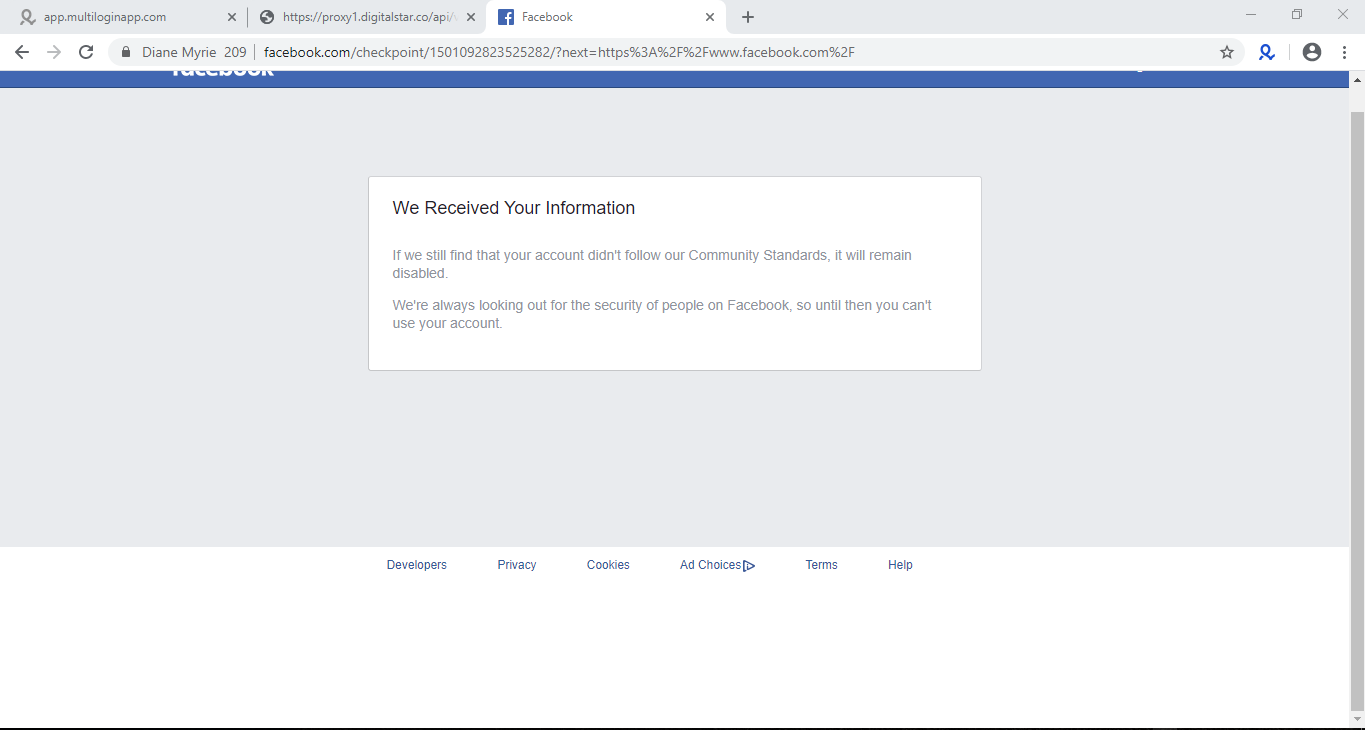 app.multiloginapp.com
https://proxy1.digitalstar.co/api/
Facebook
Diane Myrie 209 facebook.com/checkpoint/1501092823525282/?next=https%3A%2F%2Fwww.facebook.com%2F
facebook
We Received Your Information
If we still find that your account didn't follow our Community Standards, it will remain
disabled.
We're always looking out for the security of people on Facebook, so until then you can't
use your account.
Developers Privacy Cookies Ad Choices Terms Help